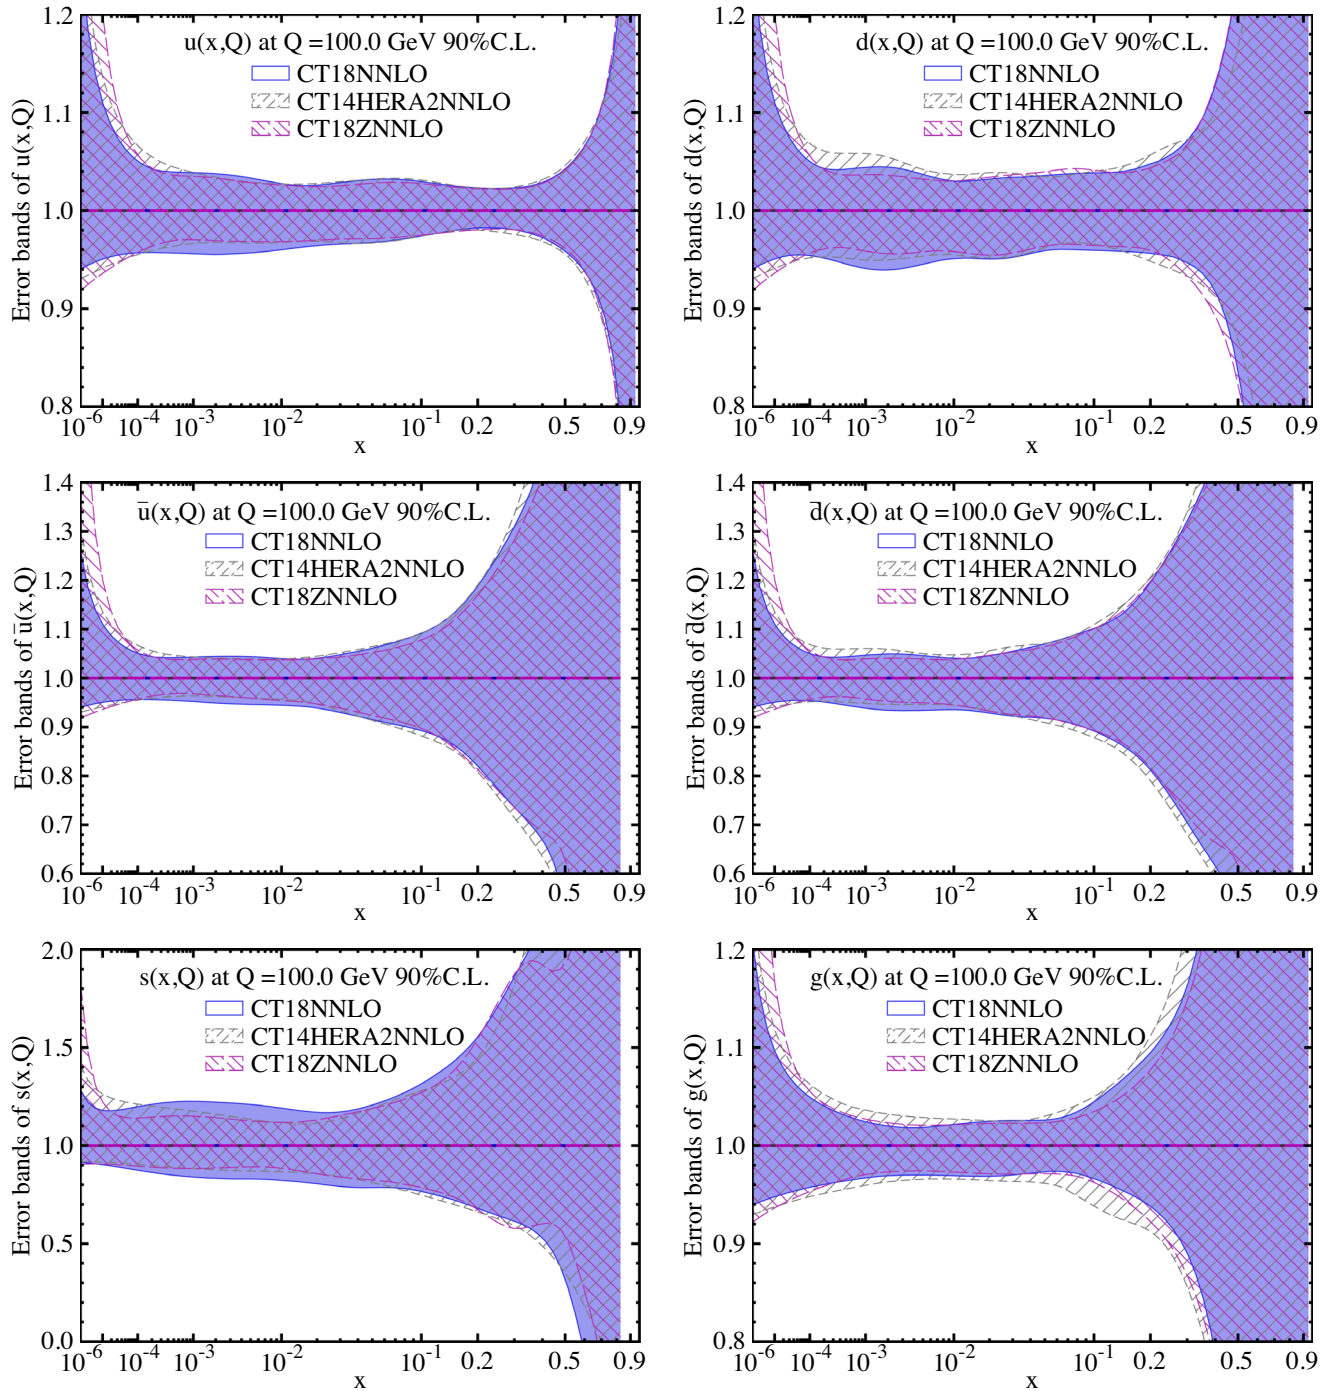 u(x,Q) at Q =100.0 GeV 90%C.L.
CT18NNLO
CT14HERA2NNLO
CT18ZNNLO
Error bands of u(x,Q)
1.2
1.1
1.0
0.9
0.8
10^-6 10^-4 10^-3 10^-2 10^-1 0.2 0.5 0.9
x
d(x,Q) at Q =100.0 GeV 90%C.L.
CT18NNLO
CT14HERA2NNLO
CT18ZNNLO
Error bands of d(x,Q)
1.2
1.1
1.0
0.9
0.8
10^-6 10^-4 10^-3 10^-2 10^-1 0.2 0.5 0.9
x
u̅(x,Q) at Q =100.0 GeV 90%C.L.
CT18NNLO
CT14HERA2NNLO
CT18ZNNLO
Error bands of u̅(x,Q)
1.4
1.3
1.2
1.1
1.0
0.9
0.8
0.7
0.6
10^-6 10^-4 10^-3 10^-2 10^-1 0.2 0.5 0.9
x
d̅(x,Q) at Q =100.0 GeV 90%C.L.
CT18NNLO
CT14HERA2NNLO
CT18ZNNLO
Error bands of d̅(x,Q)
1.4
1.3
1.2
1.1
1.0
0.9
0.8
0.7
0.6
10^-6 10^-4 10^-3 10^-2 10^-1 0.2 0.5 0.9
x
s(x,Q) at Q =100.0 GeV 90%C.L.
CT18NNLO
CT14HERA2NNLO
CT18ZNNLO
Error bands of s(x,Q)
2.0
1.5
1.0
0.5
0.0
10^-6 10^-4 10^-3 10^-2 10^-1 0.2 0.5 0.9
x
g(x,Q) at Q =100.0 GeV 90%C.L.
CT18NNLO
CT14HERA2NNLO
CT18ZNNLO
Error bands of g(x,Q)
1.2
1.1
1.0
0.9
0.8
10^-6 10^-4 10^-3 10^-2 10^-1 0.2 0.5 0.9
x